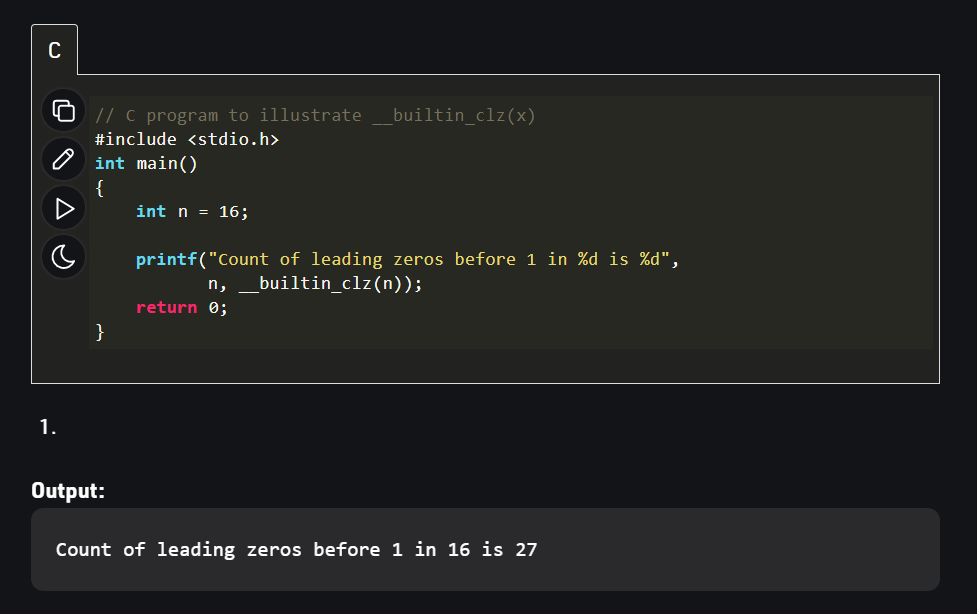 C
// C program to illustrate __builtin_clz(x)
#include <stdio.h>
int main()
{
    int n = 16;
    printf("Count of leading zeros before 1 in %d is %d",
           n, __builtin_clz(n));
    return 0;
}
1.
Output:
Count of leading zeros before 1 in 16 is 27